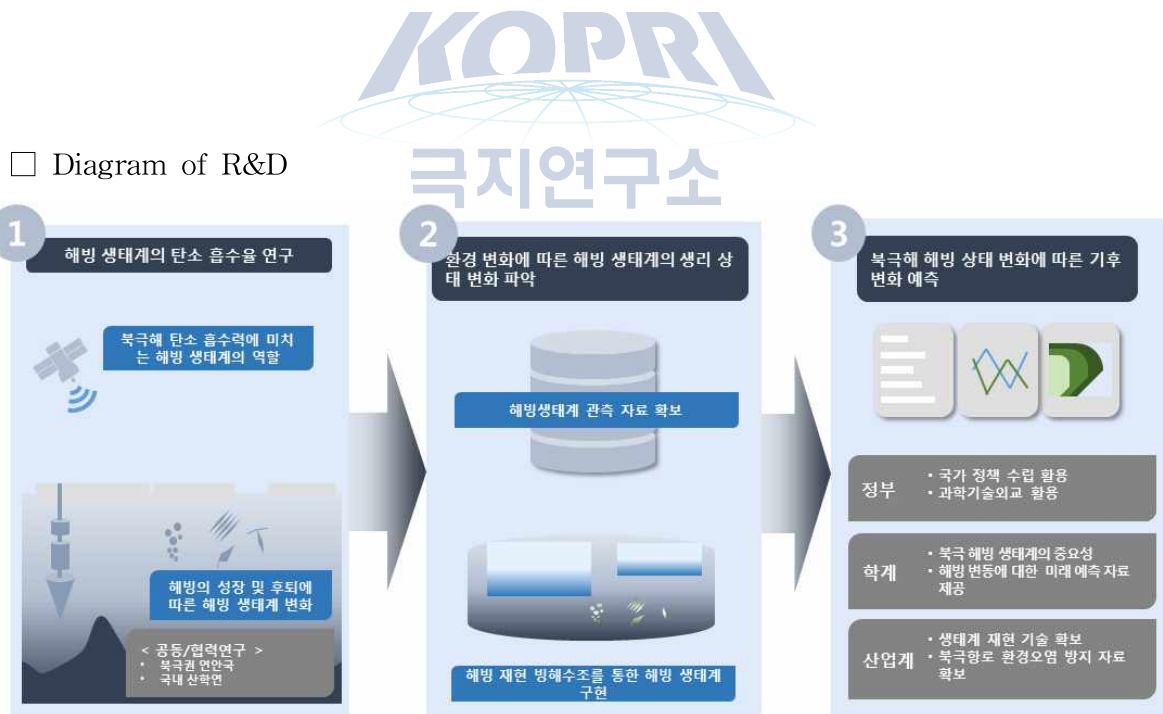 KOPRI
극지연구소
□ Diagram of R&D
1
해빙 생태계의 탄소 흡수율 연구
북극해 탄소 흡수력에 미치
는 해빙 생태계의 역할
해빙의 성장 및 후퇴에
따른 해빙 생태계 변화
< 공동/협력연구 >
• 북극권 연안국
• 국내 산학연
2
환경 변화에 따른 해빙 생태계의 생리 상
태 변화 파악
해빙생태계 관측 자료 확보
해빙 재현 빙해수조를 통한 해빙 생태계
구현
3
북극해 해빙 상태 변화에 따른 기후
변화 예측
정부
• 국가 정책 수립 활용
• 과학기술외교 활용
학계
• 북극 해빙 생태계의 중요성
• 해빙 변동에 대한 미래 예측 자료
제공
산업계
• 생태계 재현 기술 확보
• 북극항로 환경오염 방지 자료
확보